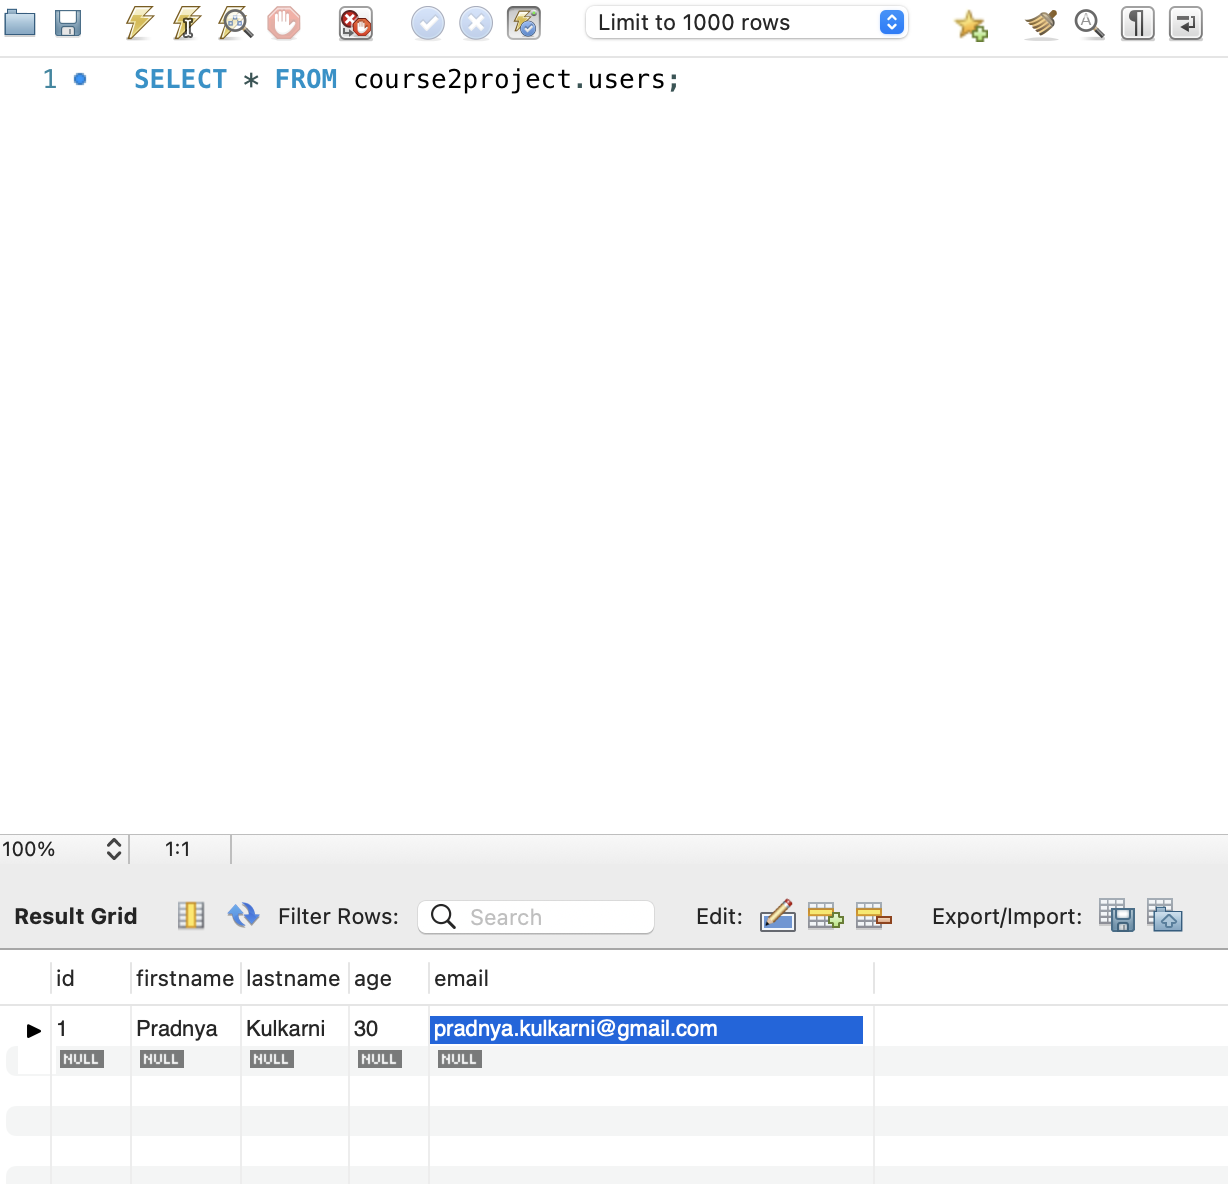 Limit to 1000 rows
1 SELECT * FROM course2project.users;
100% 1:1
Result Grid Filter Rows: Search Edit: Export/Import:
id firstname lastname age email
1 Pradnya Kulkarni 30 pradnya.kulkarni@gmail.com
NULL NULL NULL NULL NULL